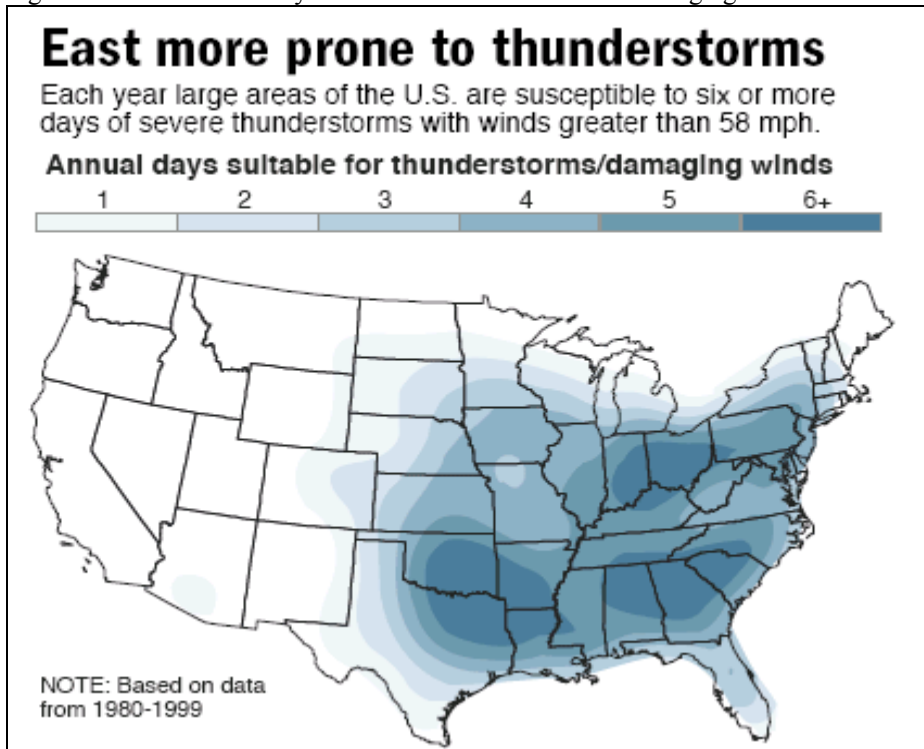 East more prone to thunderstorms
Each year large areas of the U.S. are susceptible to six or more
days of severe thunderstorms with winds greater than 58 mph.
Annual days suitable for thunderstorms/damaging winds
1 2 3 4 5 6+
NOTE: Based on data
from 1980-1999